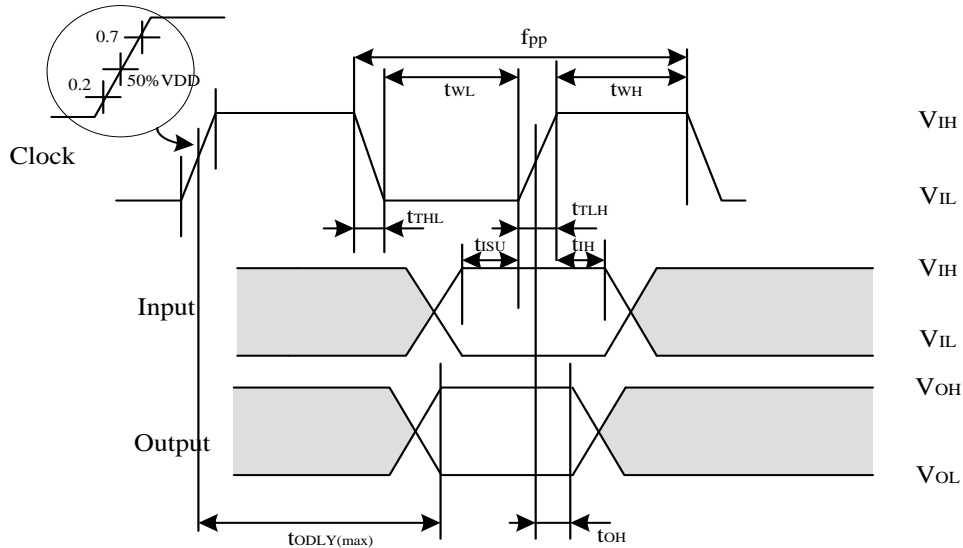 0.7
0.2
50% VDD
fpp
tWL
tWH
Clock
VIH
VIL
tTHL
tTLH
tISU
tIH
Input
VIH
VIL
Output
VOH
VOL
tODLY(max)
tOH